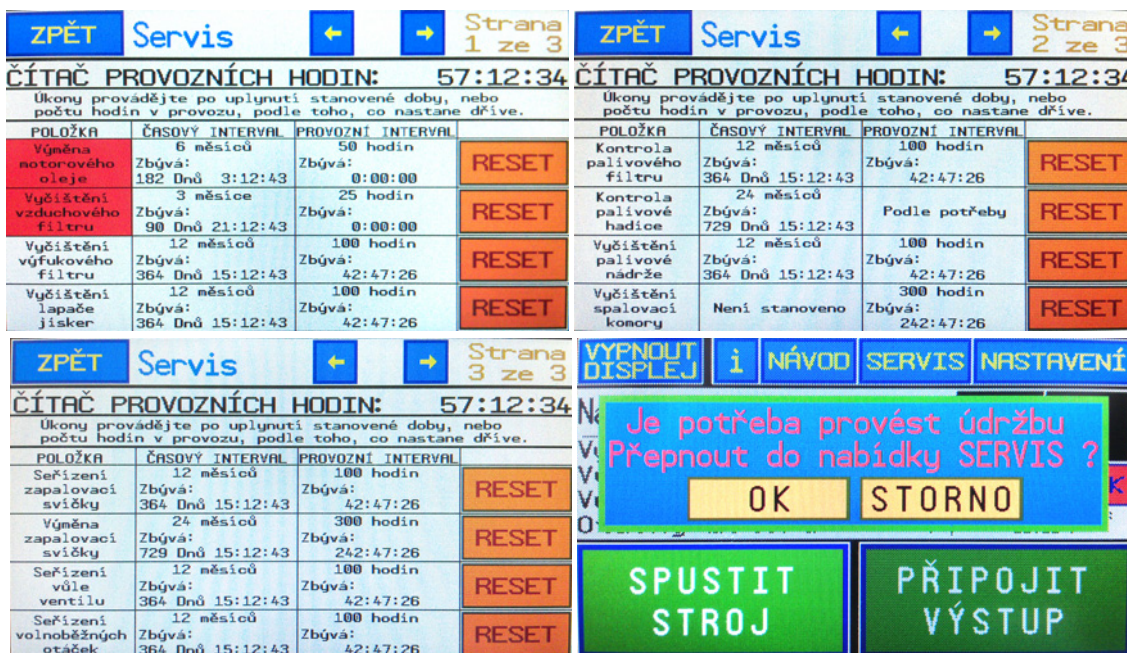 ZPĚT Servis ← → Strana
1 ze 3
ČÍTAČ PROVOZNÍCH HODIN: 57:12:34
Úkony provádějte po uplynutí stanovené doby, nebo
počtu hodin v provozu, podle toho, co nastane dříve.
POLOŽKA ČASOVÝ INTERVAL PROVOZNÍ INTERVAL
Výměna 6 měsíců 50 hodin
motorového Zbývá: Zbývá: RESET
oleje 182 Dnů 3:12:43 0:00:00
Vyčištění 3 měsíce 25 hodin
vzduchového Zbývá: Zbývá: RESET
filtru 90 Dnů 21:12:43 0:00:00
Vyčištění 12 měsíců 100 hodin
výfukového Zbývá: Zbývá: RESET
filtru 364 Dnů 15:12:43 42:47:26
Vyčištění 12 měsíců 100 hodin
lapače Zbývá: Zbývá: RESET
jisker 364 Dnů 15:12:43 42:47:26
ZPĚT Servis ← → Strana
2 ze 3
ČÍTAČ PROVOZNÍCH HODIN: 57:12:34
Úkony provádějte po uplynutí stanovené doby, nebo
počtu hodin v provozu, podle toho, co nastane dříve.
POLOŽKA ČASOVÝ INTERVAL PROVOZNÍ INTERVAL
Kontrola 12 měsíců 100 hodin
palivového Zbývá: Zbývá: RESET
filtru 364 Dnů 15:12:43 42:47:26
Kontrola 24 měsíců
palivové Zbývá: Podle potřeby RESET
hadice 729 Dnů 15:12:43
Vyčištění 12 měsíců 100 hodin
palivové Zbývá: Zbývá: RESET
nádrže 364 Dnů 15:12:43 42:47:26
Vyčištění 300 hodin
spalovací Není stanoveno Zbývá: RESET
komory 242:47:26
ZPĚT Servis ← → Strana
3 ze 3
ČÍTAČ PROVOZNÍCH HODIN: 57:12:34
Úkony provádějte po uplynutí stanovené doby, nebo
počtu hodin v provozu, podle toho, co nastane dříve.
POLOŽKA ČASOVÝ INTERVAL PROVOZNÍ INTERVAL
Seřízení 12 měsíců 100 hodin
zapalovací Zbývá: Zbývá: RESET
svíčky 364 Dnů 15:12:43 42:47:26
Výměna 24 měsíců 300 hodin
zapalovací Zbývá: Zbývá: RESET
svíčky 729 Dnů 15:12:43 242:47:26
Seřízení 12 měsíců 100 hodin
vůle Zbývá: Zbývá: RESET
ventilu 364 Dnů 15:12:43 42:47:26
Seřízení 12 měsíců 100 hodin
volnoběžných Zbývá: Zbývá: RESET
otáček 364 Dnů 15:12:43 42:47:26
VYPNOUT
DISPLEJ i NÁVOD SERVIS NASTAVENÍ
Je potřeba provést údržbu
Přepnout do nabídky SERVIS ?
OK STORNO
SPUSTIT
STROJ
PŘIPOJIT
VÝSTUP